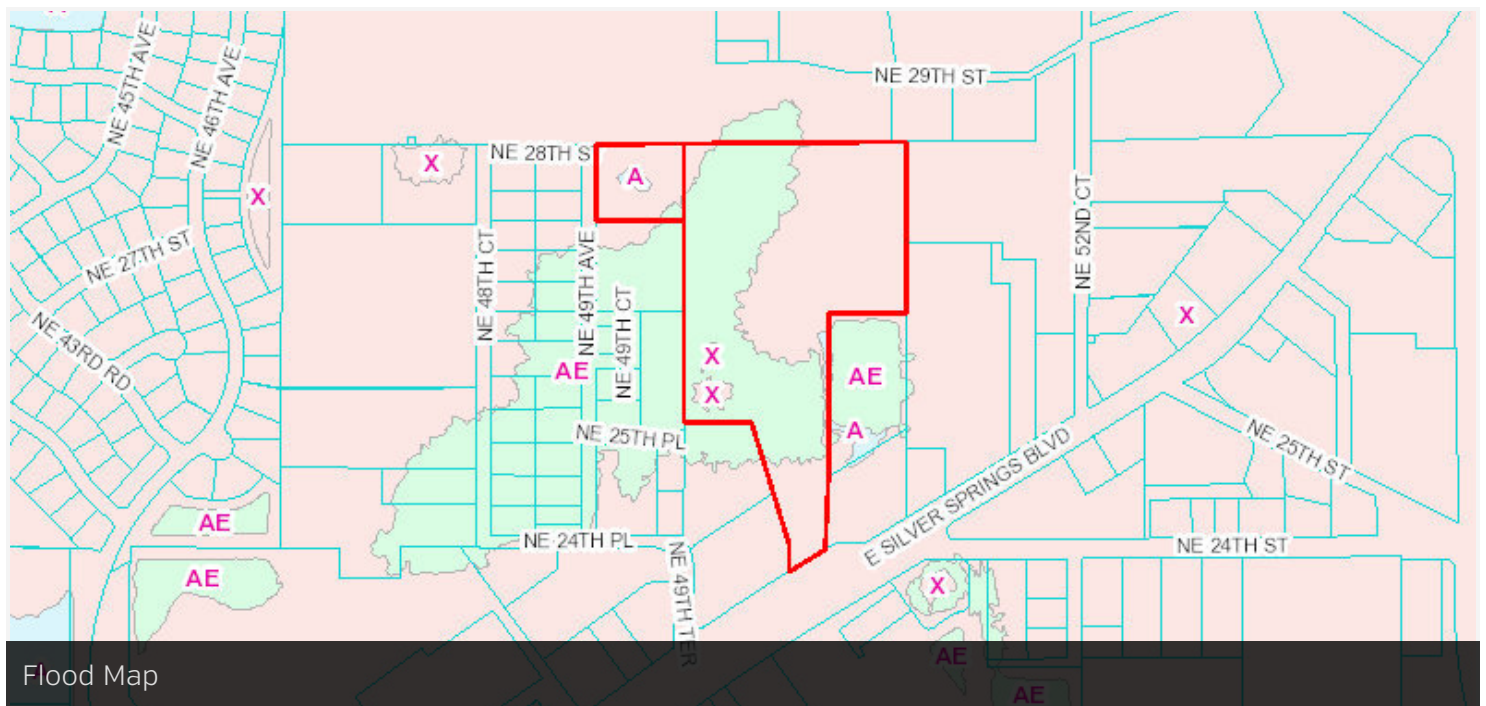 NE 45TH AVE
NE 46TH AVE
NE 29TH ST
X
NE 28TH S
A
X
NE 27TH ST
NE 48TH CT
NE 49TH AVE
NE 49TH CT
NE 52ND CT
X
NE 43RD RD
X
AE
AE
X
A
NE 25TH PL
NE 25TH ST
E SILVER SPRINGS BLVD
AE
NE 24TH PL
NE 24TH ST
AE
NE 49TH TER
X
AE
AE
Flood Map